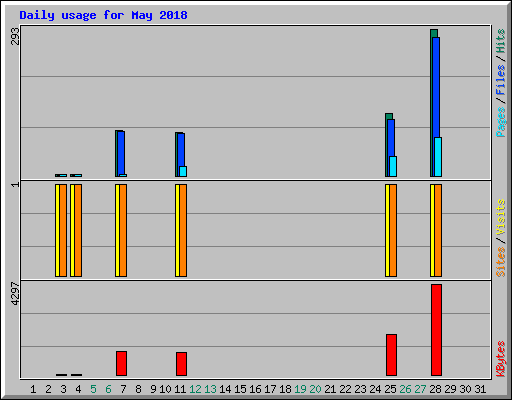 Daily usage for May 2018
293
Pages/Files/Hits
1
Sites/Visits
4297
KBytes
1 2 3 4 5 6 7 8 9 10 11 12 13 14 15 16 17 18 19 20 21 22 23 24 25 26 27 28 29 30 31